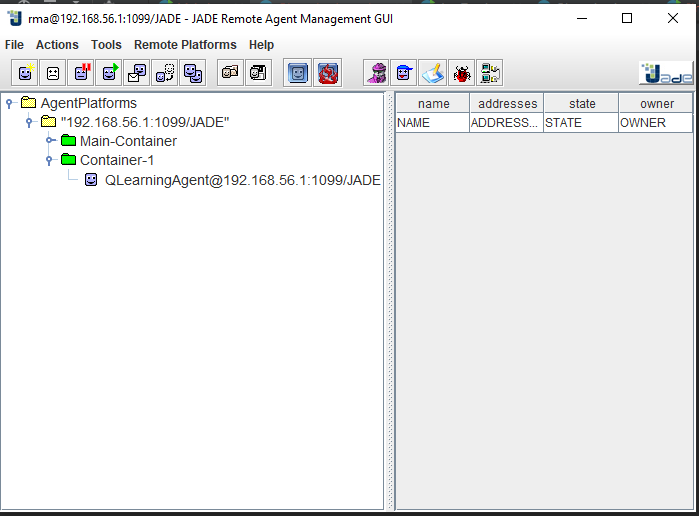 rma@192.168.56.1:1099/JADE - JADE Remote Agent Management GUI
File Actions Tools Remote Platforms Help
Jade
AgentPlatforms
"192.168.56.1:1099/JADE"
Main-Container
Container-1
QLearningAgent@192.168.56.1:1099/JADE
name addresses state owner
NAME ADDRESS... STATE OWNER